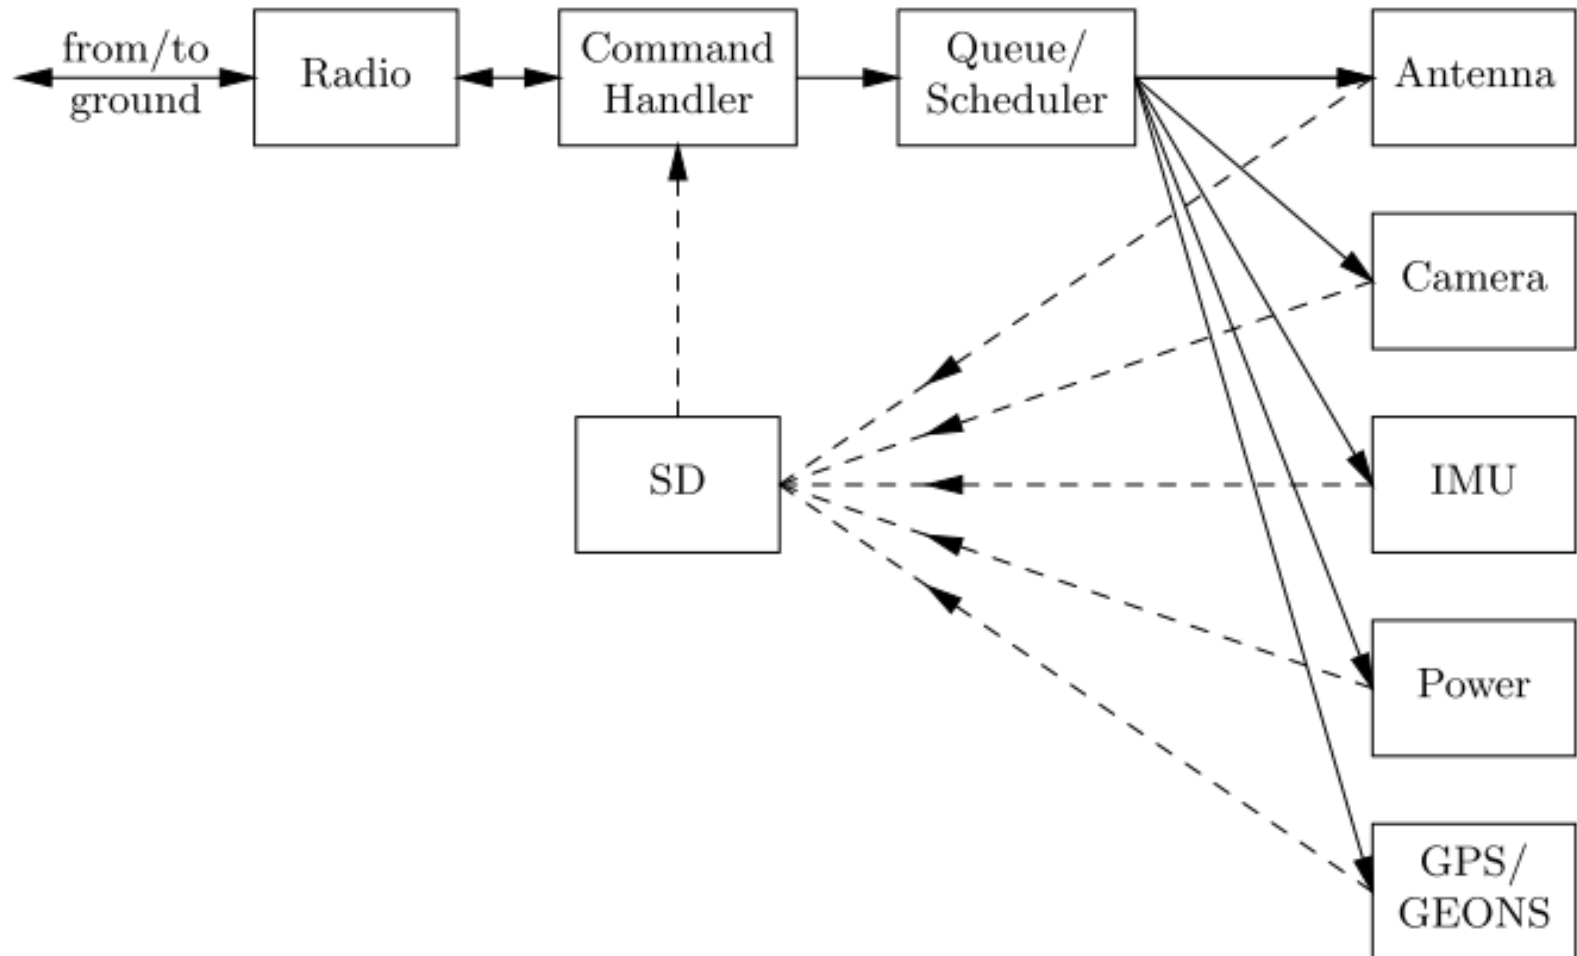 from/to
ground
Radio
Command
Handler
Queue/
Scheduler
Antenna
Camera
SD
IMU
Power
GPS/
GEONS